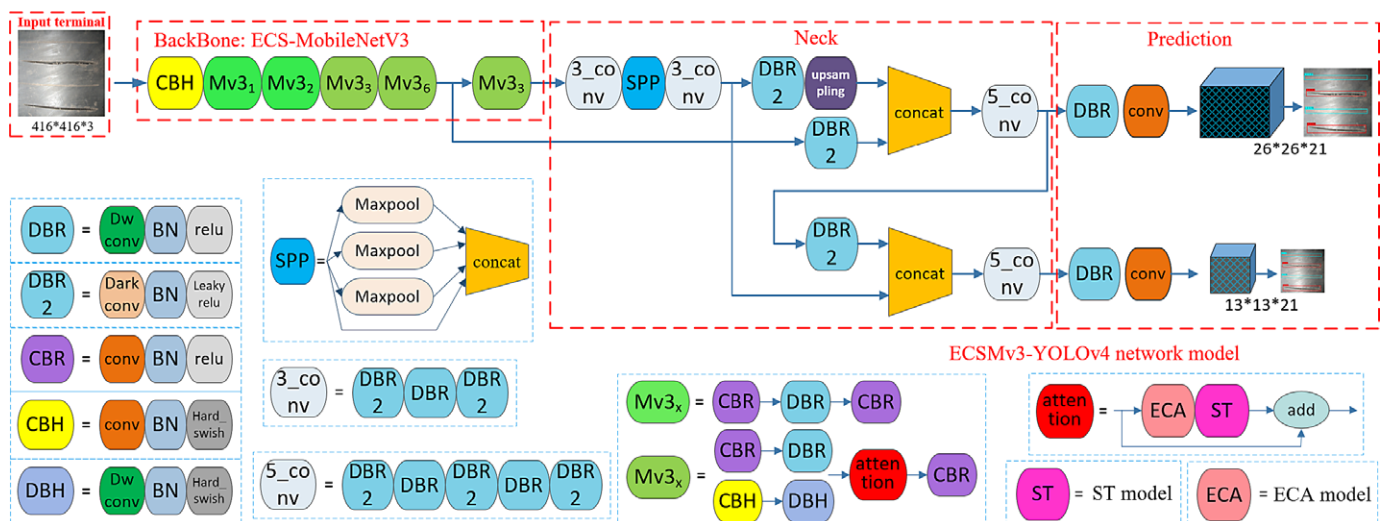 Input terminal
416*416*3
BackBone: ECS-MobileNetV3
CBH
Mv3₁
Mv3₂
Mv3₃
Mv3₆
Mv3₃
Neck
3_co
nv
SPP
3_co
nv
DBR
2
upsam
pling
DBR
2
concat
5_co
nv
DBR
2
concat
5_co
nv
Prediction
DBR
conv
26*26*21
DBR
conv
13*13*21
ECSMv3-YOLOv4 network model
DBR
=
Dw
conv
BN
relu
DBR
2
=
Dark
conv
BN
Leaky
relu
CBR
=
conv
BN
relu
CBH
=
conv
BN
Hard_
swish
DBH
=
Dw
conv
BN
Hard_
swish
SPP
=
Maxpool
Maxpool
Maxpool
concat
3_co
nv
=
DBR
2
DBR
DBR
2
5_co
nv
=
DBR
2
DBR
DBR
2
DBR
DBR
2
Mv3ₓ
=
CBR
DBR
CBR
Mv3ₓ
=
CBR
DBR
CBH
DBH
atten
tion
CBR
atten
tion
=
ECA
ST
add
ST
= ST model
ECA
= ECA model